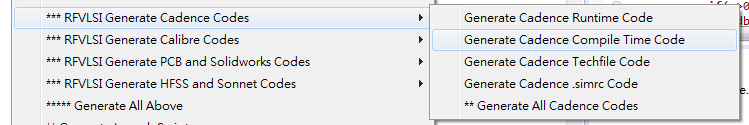 *** RFVLSI Generate Cadence Codes
*** RFVLSI Generate Calibre Codes
*** RFVLSI Generate PCB and Solidworks Codes
*** RFVLSI Generate HFSS and Sonnet Codes
***** Generate All Above
Generate Cadence Runtime Code
Generate Cadence Compile Time Code
Generate Cadence Techfile Code
Generate Cadence .simrc Code
** Generate All Cadence Codes